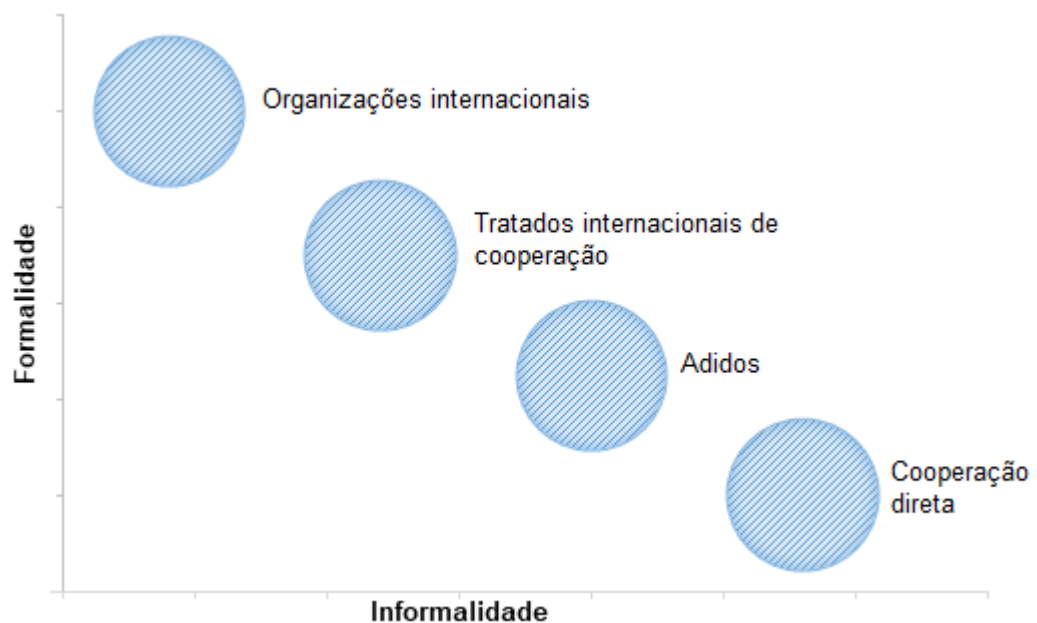 Organizações internacionais
Tratados internacionais de
cooperação
Formalidade
Adidos
Cooperação
direta
Informalidade